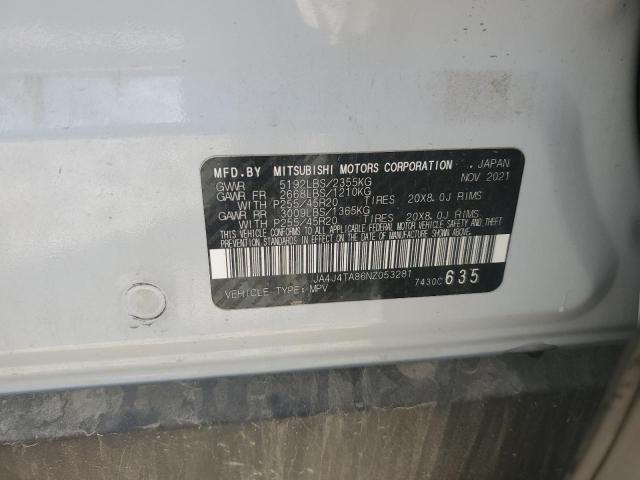 MFD.BY MITSUBISHI MOTORS CORPORATION , JAPAN
GVWR 5192LBS/2355KG NOV 2021
GAWR FR 2668LBS/1210KG
WITH P255/45R20 TIRES 20X8.0J RIMS
GAWR RR 3009LBS/1365KG
WITH P255/45R20 TIRES 20X8.0J RIMS
THIS VEHICLE CONFORMS TO ALL APPLICABLE FEDERAL MOTOR VEHICLE SAFETY AND THEFT
PREVENTION STANDARDS IN EFFECT ON THE DATE OF MANUFACTURE SHOWN ABOVE.
JA4J4TA86NZ053281 7430C 635
VEHICLE TYPE: MPV